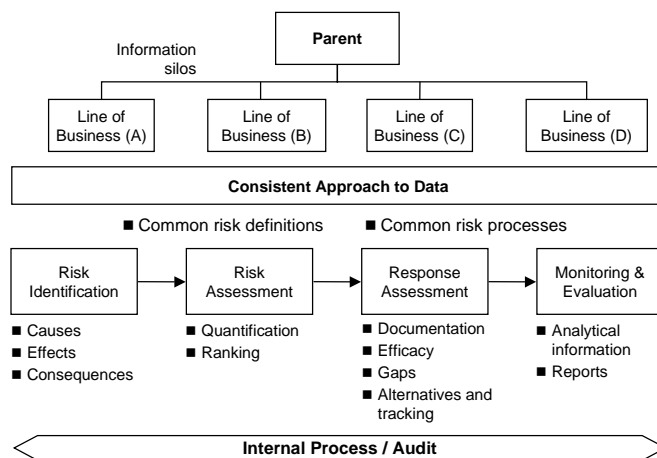 Parent
Information
silos
Line of
Business (A)
Line of
Business (B)
Line of
Business (C)
Line of
Business (D)
Consistent Approach to Data
■ Common risk definitions
■ Common risk processes
Risk
Identification
Risk
Assessment
Response
Assessment
Monitoring &
Evaluation
■ Causes
■ Effects
■ Consequences
■ Quantification
■ Ranking
■ Documentation
■ Efficacy
■ Gaps
■ Alternatives and
tracking
■ Analytical
information
■ Reports
Internal Process / Audit